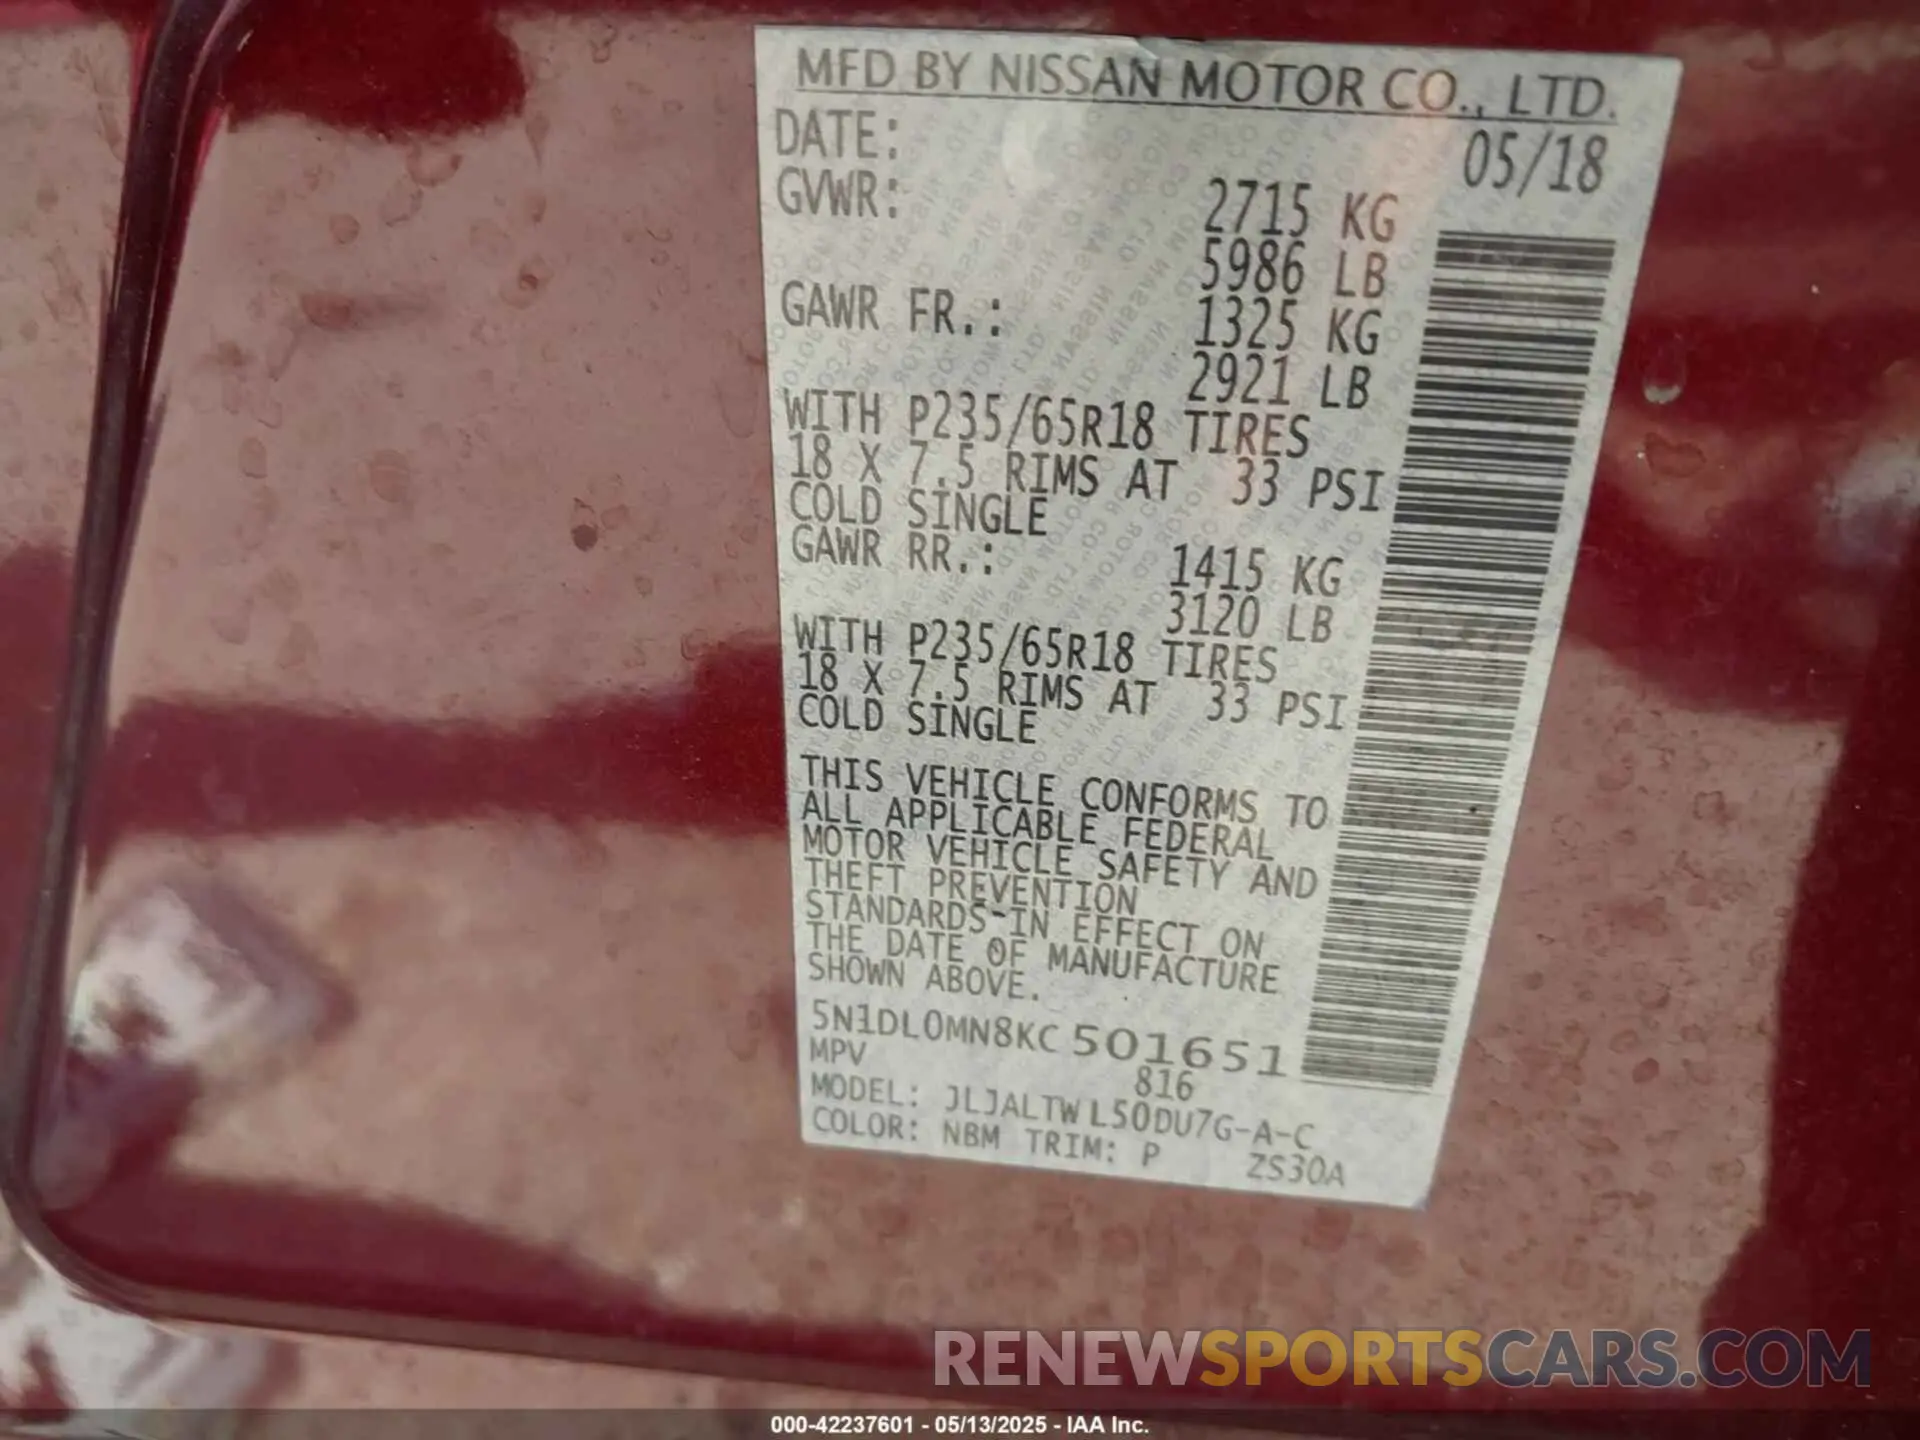 MFD BY NISSAN MOTOR CO., LTD.
DATE: 05/18
GVWR: 2715 KG
5986 LB
GAWR FR.: 1325 KG
2921 LB
WITH P235/65R18 TIRES
18 X 7.5 RIMS AT 33 PSI
COLD SINGLE
GAWR RR.: 1415 KG
3120 LB
WITH P235/65R18 TIRES
18 X 7.5 RIMS AT 33 PSI
COLD SINGLE
THIS VEHICLE CONFORMS TO
ALL APPLICABLE FEDERAL
MOTOR VEHICLE SAFETY AND
THEFT PREVENTION
STANDARDS IN EFFECT ON
THE DATE OF MANUFACTURE
SHOWN ABOVE.
5N1DL0MN8KC501651
MPV 816
MODEL: JLJALTWL50DU7G-A-C
COLOR: NBM TRIM: P ZS30A
RENEWSPORTSCARS.COM
000-42237601 - 05/13/2025 - IAA Inc.